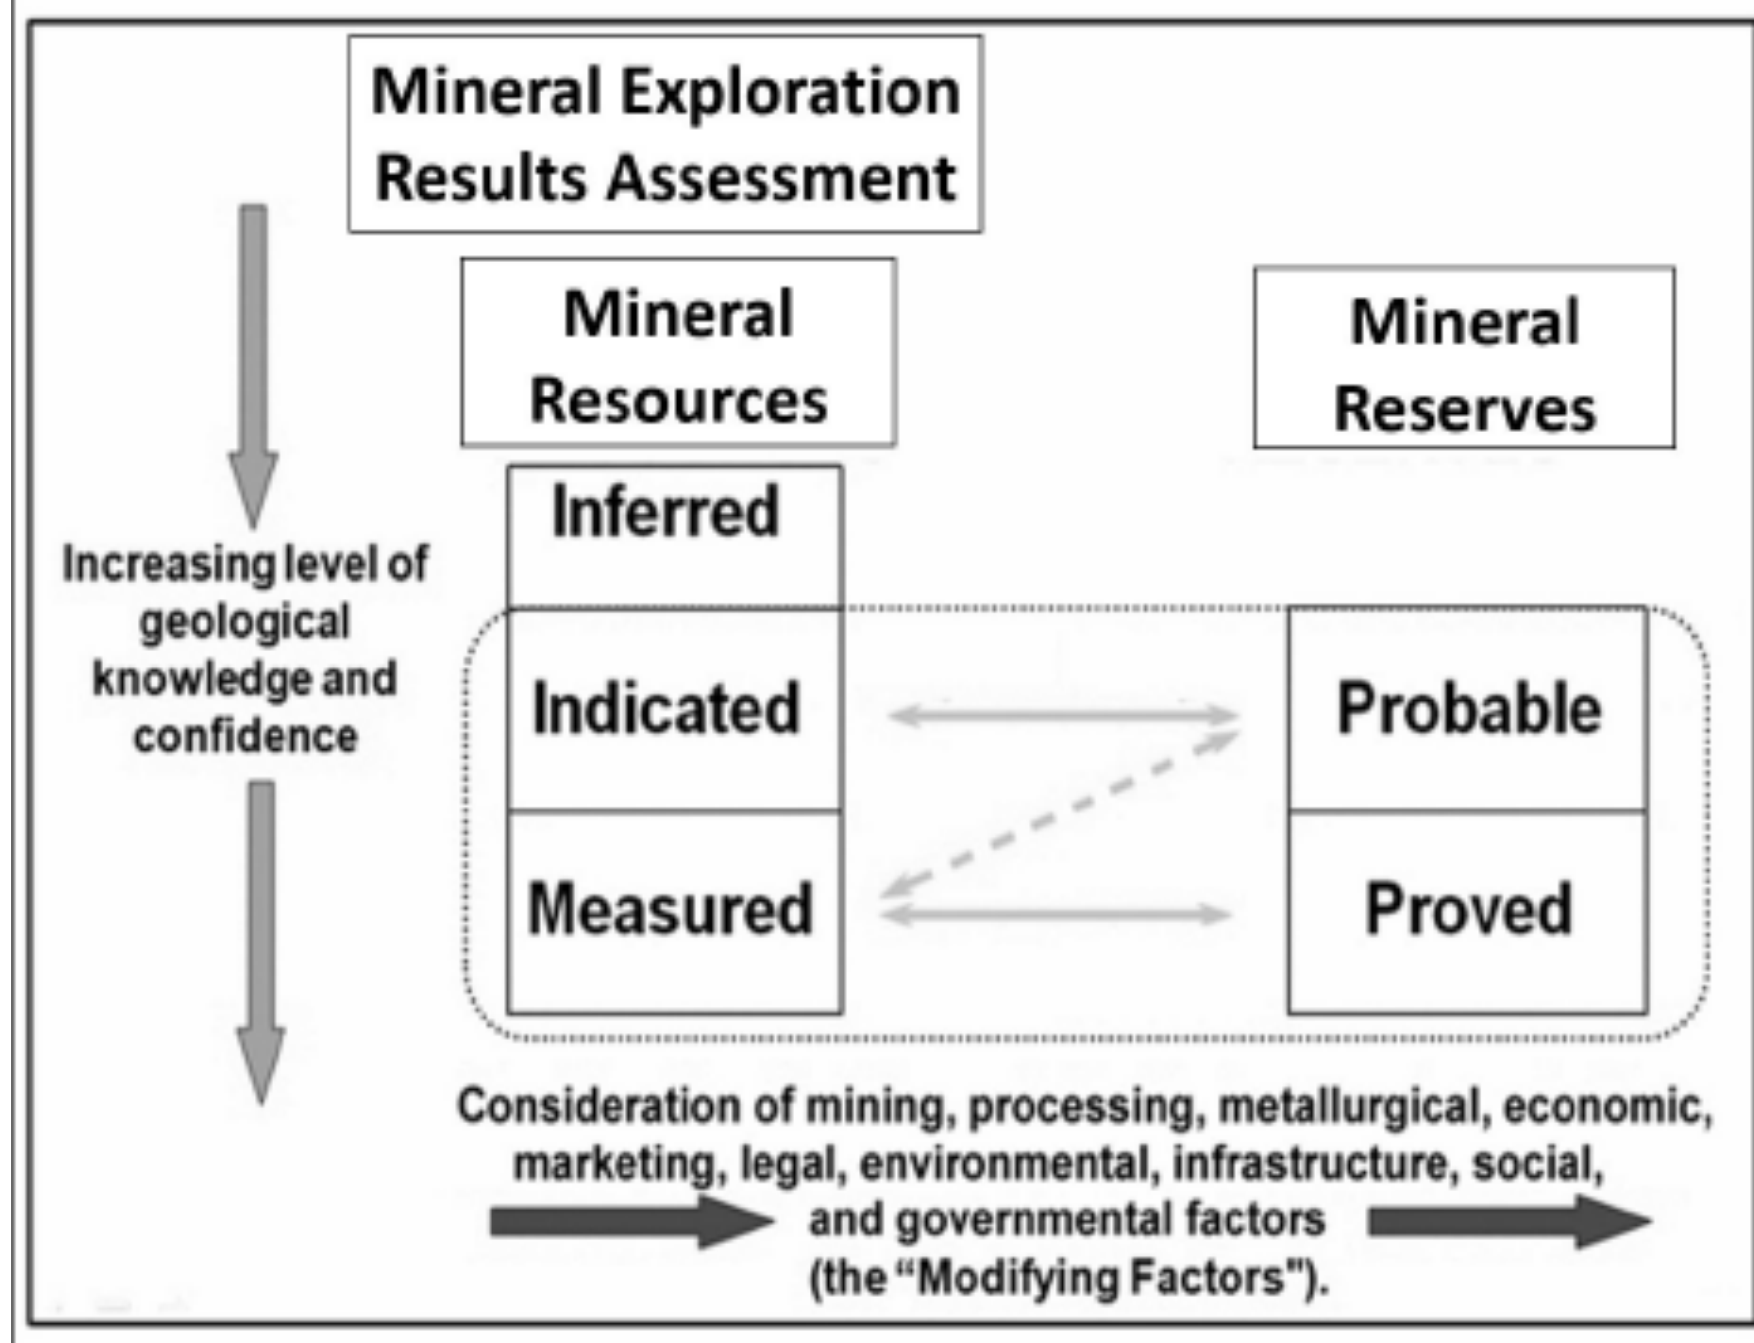 Mineral Exploration
Results Assessment
Mineral
Resources
Mineral
Reserves
Inferred
Increasing level of
geological
knowledge and
confidence
Indicated
Probable
Measured
Proved
Consideration of mining, processing, metallurgical, economic,
marketing, legal, environmental, infrastructure, social,
and governmental factors
(the “Modifying Factors").